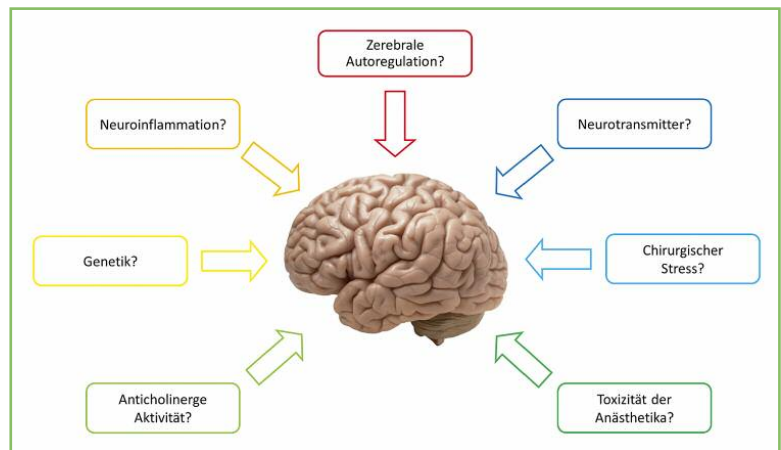 Zerebrale
Autoregulation?
Neuroinflammation?
Neurotransmitter?
Genetik?
Chirurgischer
Stress?
Anticholinerge
Aktivität?
Toxizität der
Anästhetika?